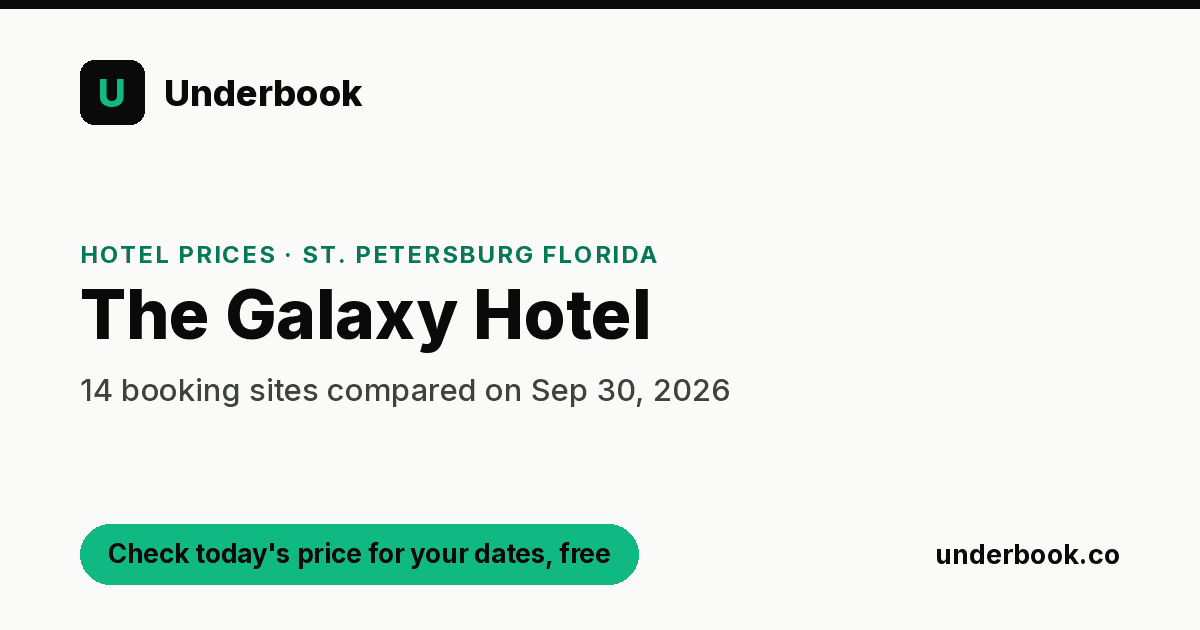 U Underbook
HOTEL PRICES · ST. PETERSBURG FLORIDA
The Galaxy Hotel
14 booking sites compared on Sep 30, 2026
Check today's price for your dates, free
underbook.co